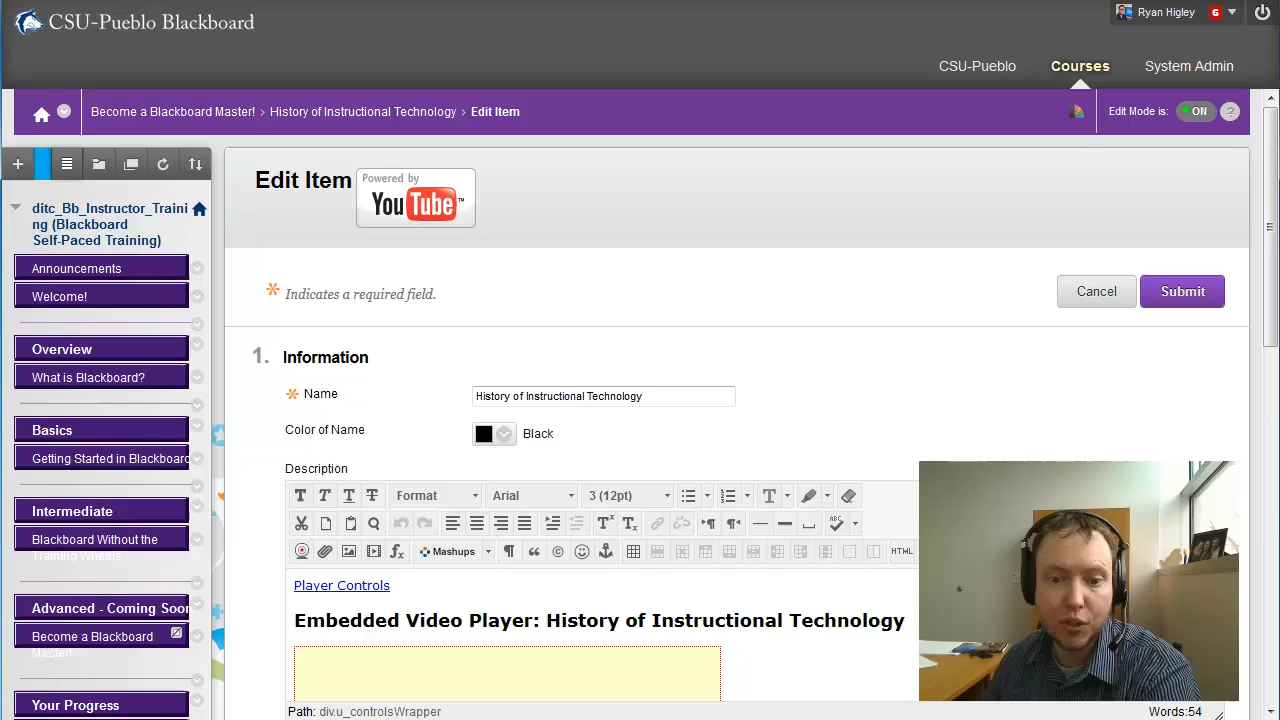 CSU-Pueblo Blackboard
Ryan Higley 6
CSU-Pueblo Courses System Admin
Become a Blackboard Master! > History of Instructional Technology > Edit Item
Edit Mode is: ON ?
ditc_Bb_Instructor_Traini
ng (Blackboard
Self-Paced Training)
Announcements
Welcome!
Overview
What is Blackboard?
Basics
Getting Started in Blackboard
Intermediate
Blackboard Without the
Training Wheels
Advanced - Coming Soon
Become a Blackboard
Master!
Your Progress
Edit Item
Powered by
YouTube™
Indicates a required field.
Cancel Submit
1. Information
Name
History of Instructional Technology
Color of Name
Black
Description
T T T T Format Arial 3 (12pt) T
Tx Tx ABC
fx Mashups ¶ “ © HTML
Player Controls
Embedded Video Player: History of Instructional Technology
Path: div.u_controlsWrapper
Words:54